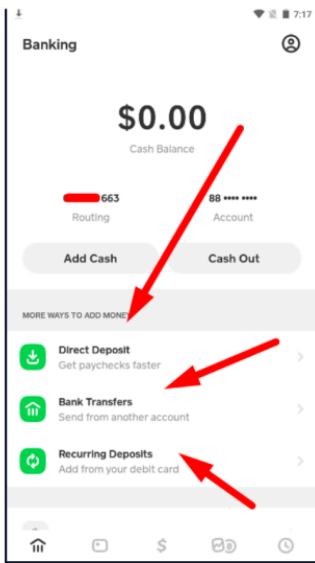 7:17
Banking
$0.00
Cash Balance
663
88 •••• ••••
Routing
Account
Add Cash
Cash Out
MORE WAYS TO ADD MONEY
Direct Deposit
Get paychecks faster
Bank Transfers
Send from another account
Recurring Deposits
Add from your debit card